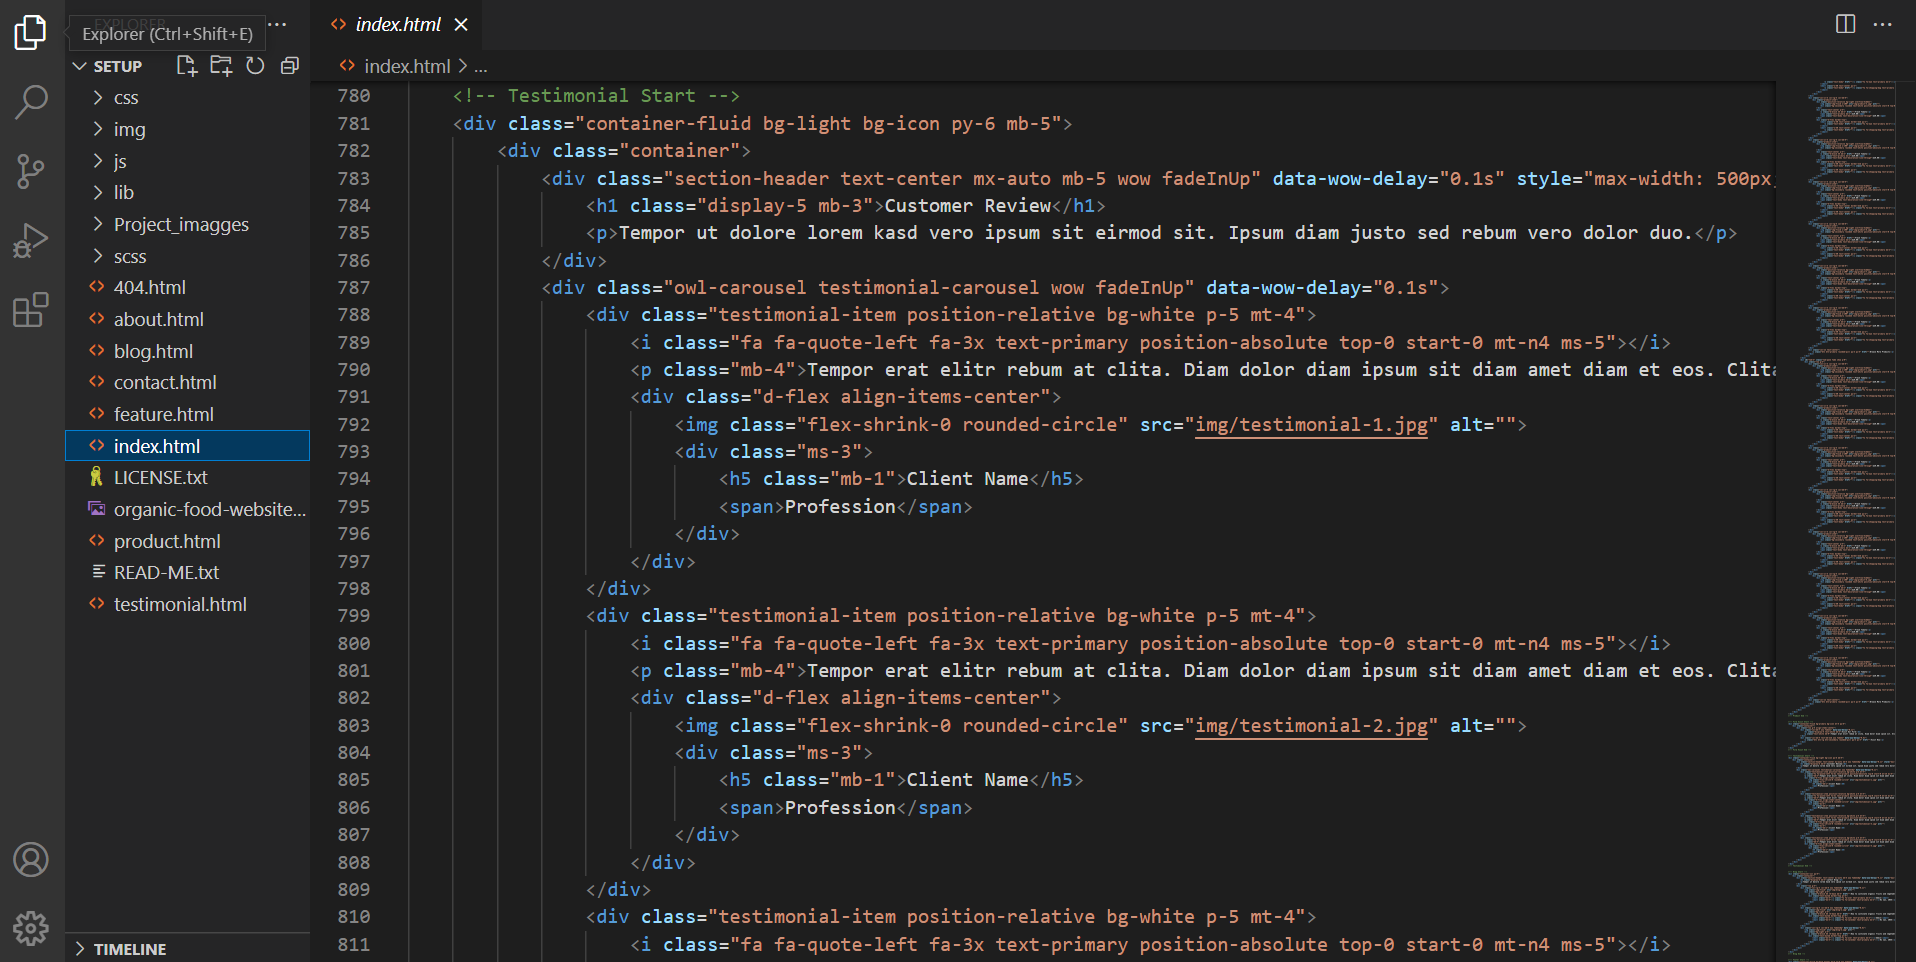 EXPLORER
Explorer (Ctrl+Shift+E)
SETUP
css
img
js
lib
Project_imagges
scss
404.html
about.html
blog.html
contact.html
feature.html
index.html
LICENSE.txt
organic-food-website...
product.html
READ-ME.txt
testimonial.html
TIMELINE
index.html
index.html > ...
780 <!-- Testimonial Start -->
781 <div class="container-fluid bg-light bg-icon py-6 mb-5">
782 <div class="container">
783 <div class="section-header text-center mx-auto mb-5 wow fadeInUp" data-wow-delay="0.1s" style="max-width: 500px;
784 <h1 class="display-5 mb-3">Customer Review</h1>
785 <p>Tempor ut dolore lorem kasd vero ipsum sit eirmod sit. Ipsum diam justo sed rebum vero dolor duo.</p>
786 </div>
787 <div class="owl-carousel testimonial-carousel wow fadeInUp" data-wow-delay="0.1s">
788 <div class="testimonial-item position-relative bg-white p-5 mt-4">
789 <i class="fa fa-quote-left fa-3x text-primary position-absolute top-0 start-0 mt-n4 ms-5"></i>
790 <p class="mb-4">Tempor erat elitr rebum at clita. Diam dolor diam ipsum sit diam amet diam et eos. Clita
791 <div class="d-flex align-items-center">
792 <img class="flex-shrink-0 rounded-circle" src="img/testimonial-1.jpg" alt="">
793 <div class="ms-3">
794 <h5 class="mb-1">Client Name</h5>
795 <span>Profession</span>
796 </div>
797 </div>
798 </div>
799 <div class="testimonial-item position-relative bg-white p-5 mt-4">
800 <i class="fa fa-quote-left fa-3x text-primary position-absolute top-0 start-0 mt-n4 ms-5"></i>
801 <p class="mb-4">Tempor erat elitr rebum at clita. Diam dolor diam ipsum sit diam amet diam et eos. Clita
802 <div class="d-flex align-items-center">
803 <img class="flex-shrink-0 rounded-circle" src="img/testimonial-2.jpg" alt="">
804 <div class="ms-3">
805 <h5 class="mb-1">Client Name</h5>
806 <span>Profession</span>
807 </div>
808 </div>
809 </div>
810 <div class="testimonial-item position-relative bg-white p-5 mt-4">
811 <i class="fa fa-quote-left fa-3x text-primary position-absolute top-0 start-0 mt-n4 ms-5"></i>